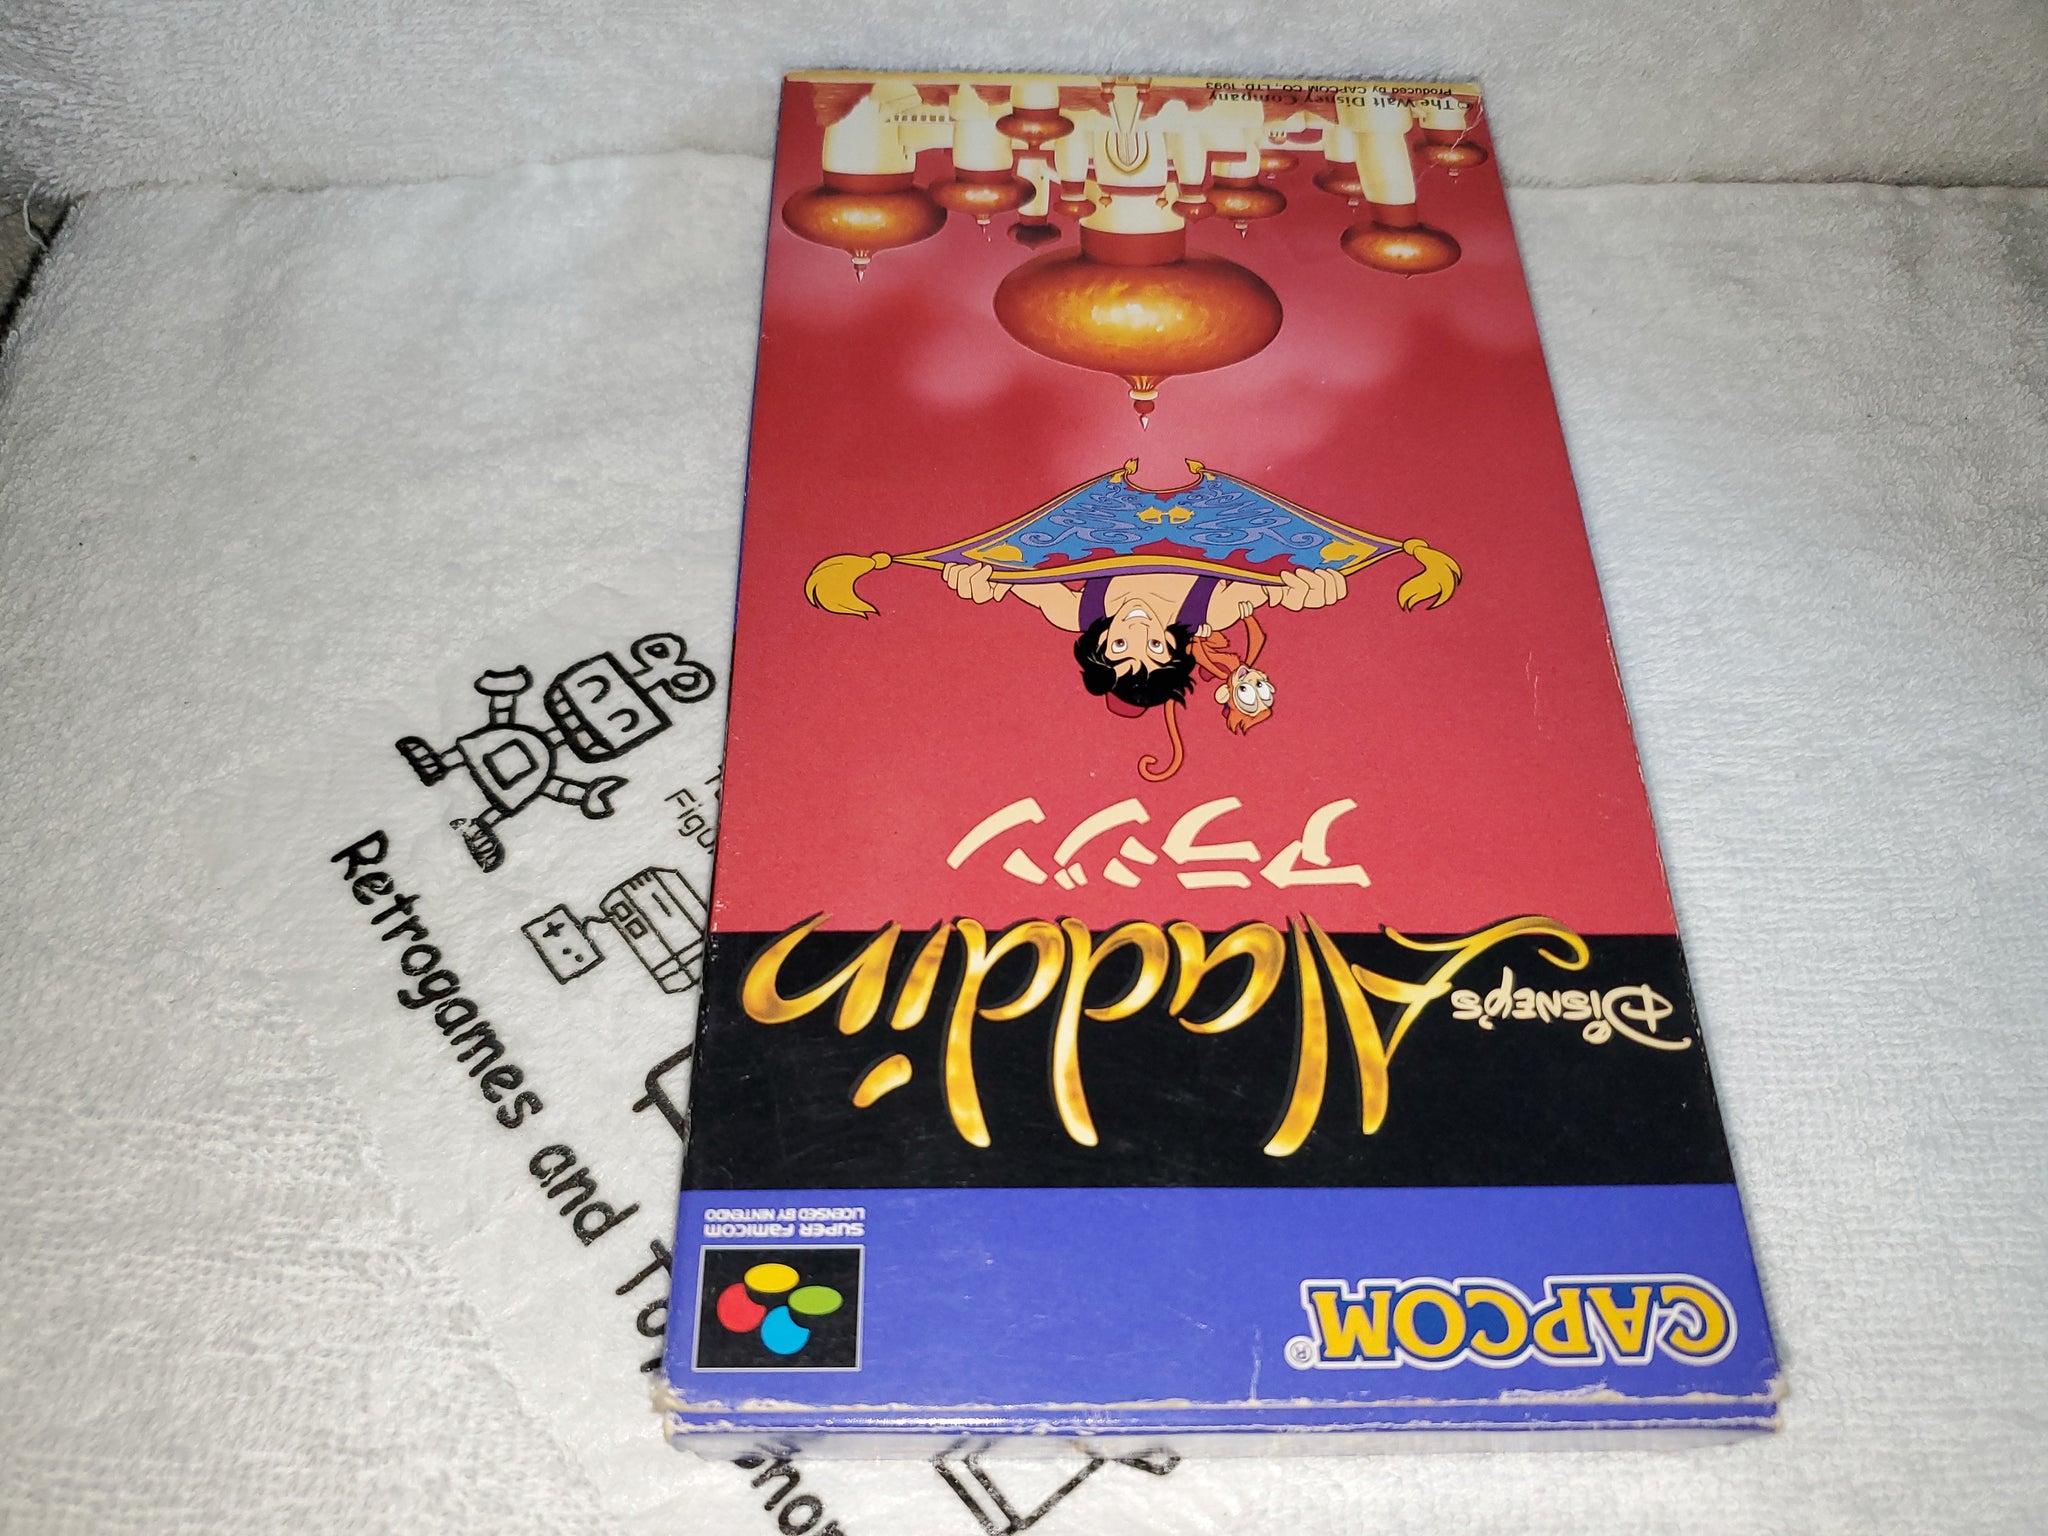 CAPCOM®
SUPER FAMICOM
LICENSED BY NINTENDO
DISNEY'S
Aladdin
アラジン
© The Walt Disney Company
Produced by CAPCOM CO., LTD. 1993
Retrogames and